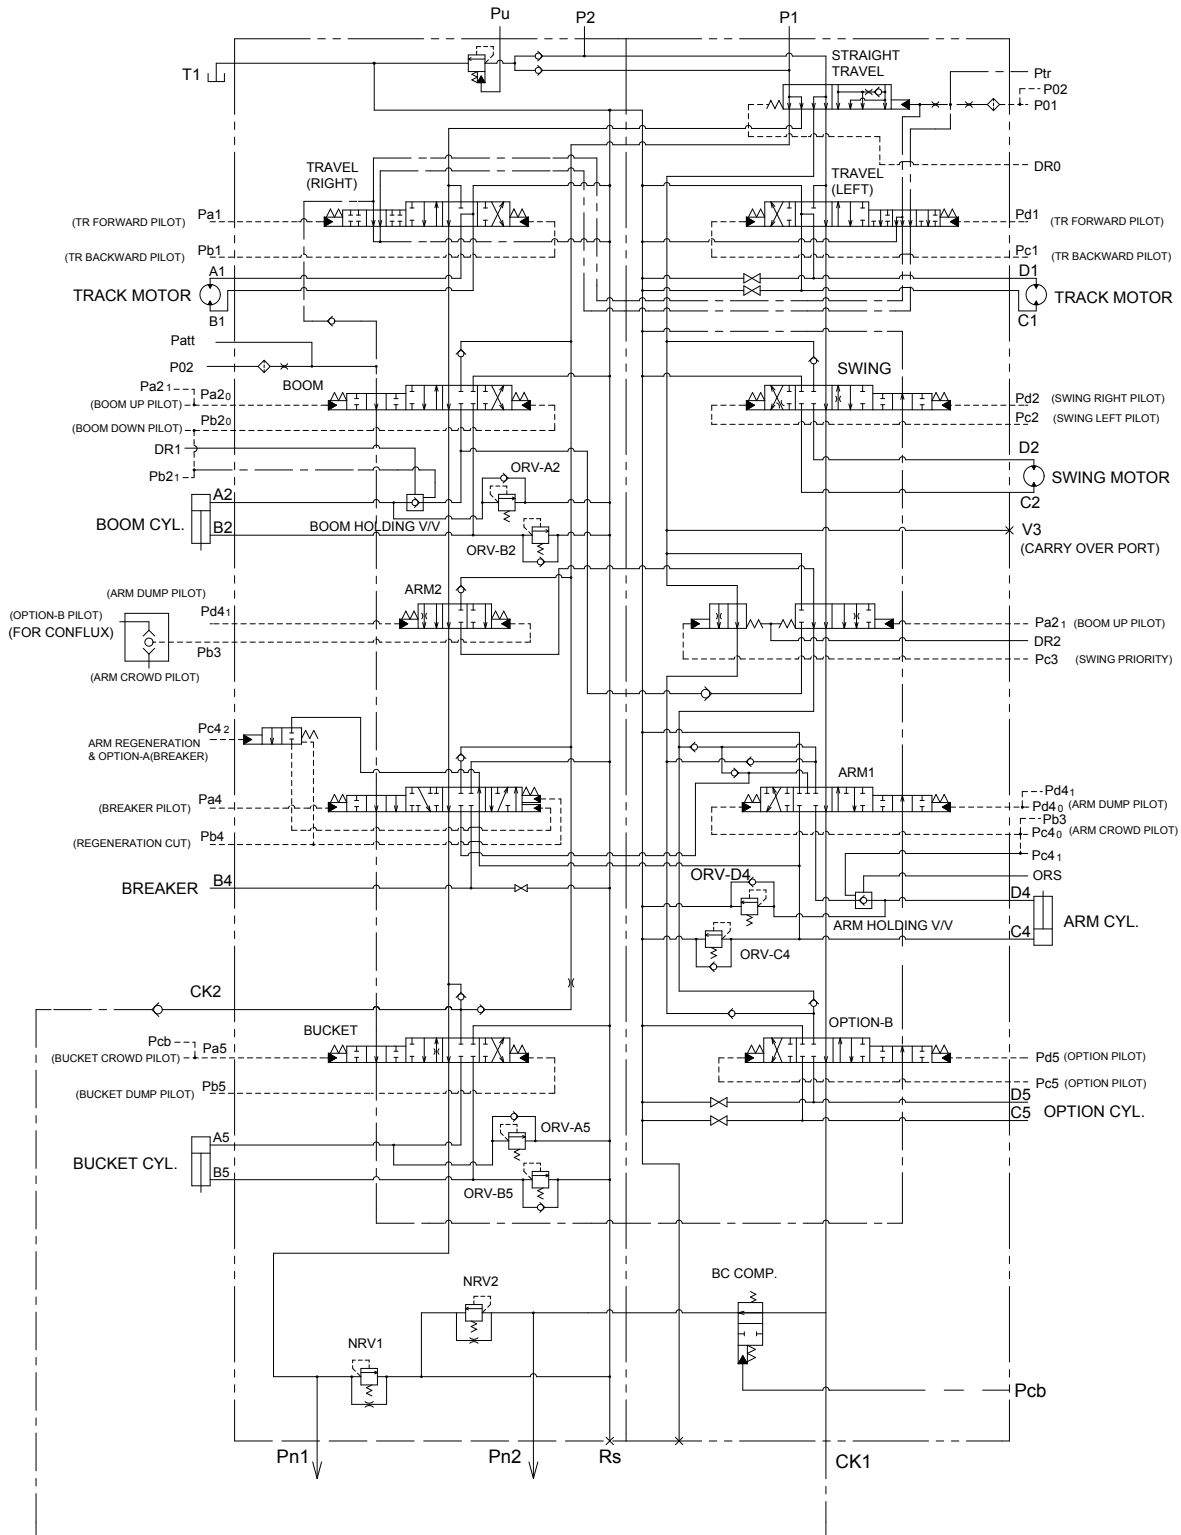 Pu
P2
P1
T1
STRAIGHT
TRAVEL
Ptr
P02
P01
DR0
TRAVEL
(RIGHT)
TRAVEL
(LEFT)
(TR FORWARD PILOT) Pa1
Pd1 (TR FORWARD PILOT)
(TR BACKWARD PILOT) Pb1
Pc1 (TR BACKWARD PILOT)
A1
D1
TRACK MOTOR
TRACK MOTOR
B1
C1
Patt
P02
BOOM
SWING
Pa21
Pa20
(BOOM UP PILOT)
Pd2 (SWING RIGHT PILOT)
(BOOM DOWN PILOT) Pb20
Pc2 (SWING LEFT PILOT)
DR1
D2
Pb21
ORV-A2
SWING MOTOR
A2
C2
BOOM CYL.
B2
BOOM HOLDING V/V
V3
(CARRY OVER PORT)
ORV-B2
ARM2
(ARM DUMP PILOT)
(OPTION-B PILOT)
Pd41
(FOR CONFLUX)
Pa21 (BOOM UP PILOT)
DR2
Pb3
Pc3 (SWING PRIORITY)
(ARM CROWD PILOT)
Pc42
ARM REGENERATION
& OPTION-A(BREAKER)
ARM1
Pd41
(BREAKER PILOT) Pa4
Pd40 (ARM DUMP PILOT)
Pb3
(REGENERATION CUT) Pb4
Pc40 (ARM CROWD PILOT)
Pc41
ORV-D4
ORS
BREAKER B4
D4
ARM CYL.
ARM HOLDING V/V
C4
ORV-C4
CK2
BUCKET
OPTION-B
Pcb
(BUCKET CROWD PILOT) Pa5
Pd5 (OPTION PILOT)
(BUCKET DUMP PILOT) Pb5
Pc5 (OPTION PILOT)
D5
C5 OPTION CYL.
ORV-A5
A5
BUCKET CYL.
B5
ORV-B5
BC COMP.
NRV2
NRV1
Pcb
Pn1
Pn2
Rs
CK1